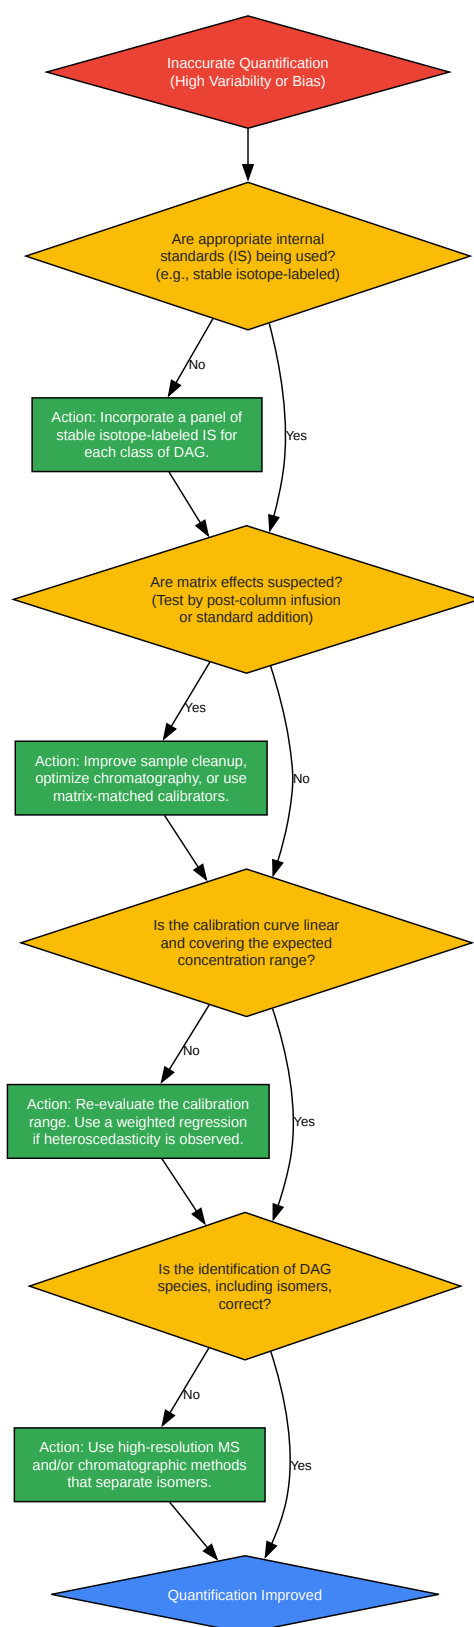 Inaccurate Quantification
(High Variability or Bias)
Are appropriate internal
standards (IS) being used?
(e.g., stable isotope-labeled)
No
Action: Incorporate a panel of
stable isotope-labeled IS for
each class of DAG.
Yes
Are matrix effects suspected?
(Test by post-column infusion
or standard addition)
Yes
Action: Improve sample cleanup,
optimize chromatography, or use
matrix-matched calibrators.
No
Is the calibration curve linear
and covering the expected
concentration range?
No
Action: Re-evaluate the calibration
range. Use a weighted regression
if heteroscedasticity is observed.
Yes
Is the identification of DAG
species, including isomers,
correct?
No
Action: Use high-resolution MS
and/or chromatographic methods
that separate isomers.
Yes
Quantification Improved